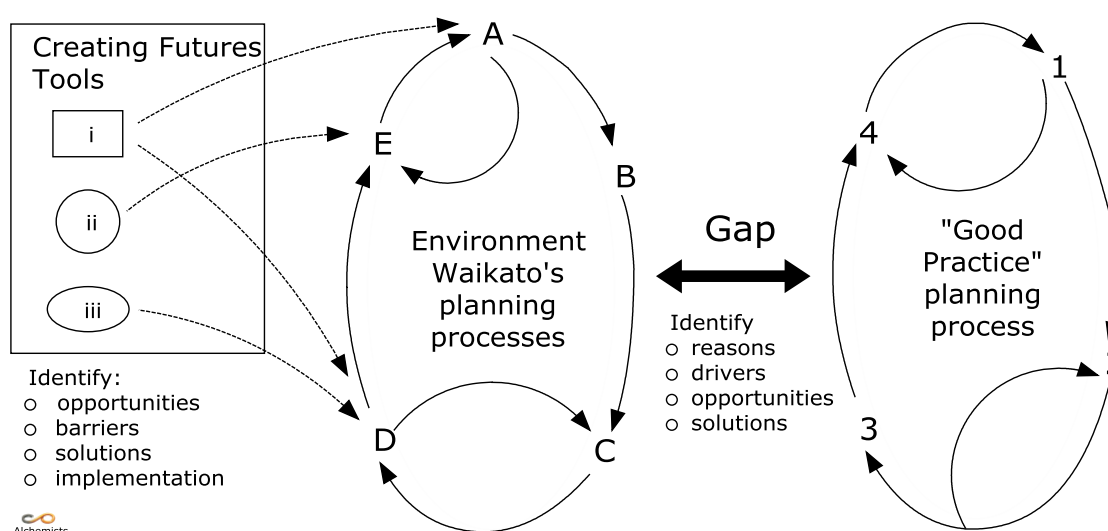 Creating Futures
Tools
i
ii
iii
Identify:
opportunities
barriers
solutions
implementation
A
B
C
D
E
Environment
Waikato's
planning
processes
Gap
Identify
reasons
drivers
opportunities
solutions
1
3
4
"Good
Practice"
planning
process
Alchemists